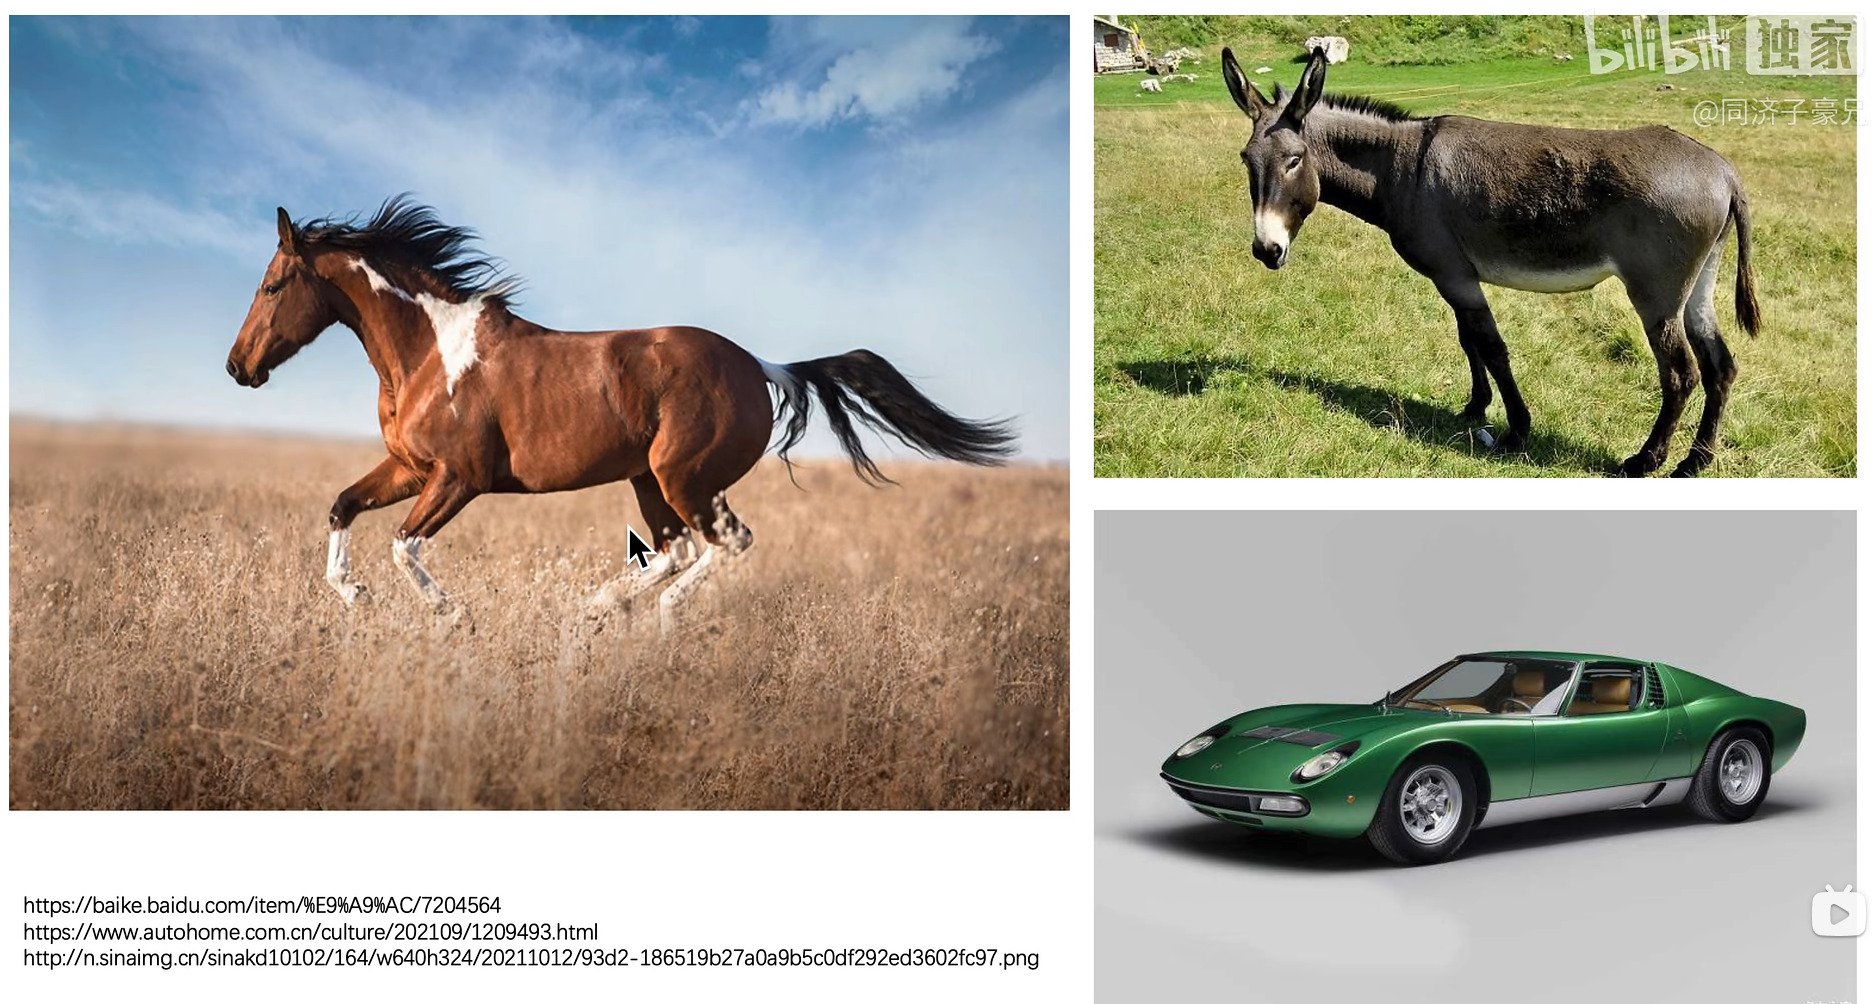 bilibili 独家
@同济子豪兄
https://baike.baidu.com/item/%E9%A9%AC/7204564
https://www.autohome.com.cn/culture/202109/1209493.html
http://n.sinaimg.cn/sinakd10102/164/w640h324/20211012/93d2-186519b27a0a9b5c0df292ed3602fc97.png